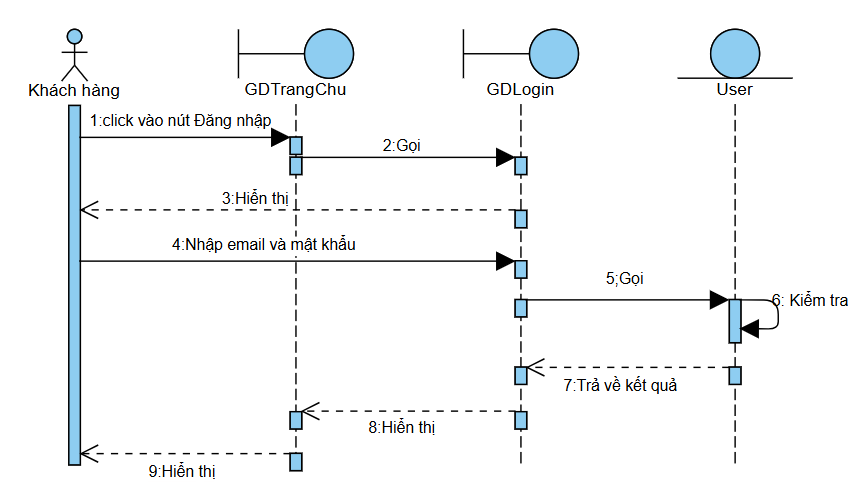 Khách hàng
GDTrangChu
GDLogin
User
1:click vào nút Đăng nhập
2:Gọi
3:Hiển thị
4:Nhập email và mật khẩu
5;Gọi
6: Kiểm tra
7:Trả về kết quả
8:Hiển thị
9:Hiển thị